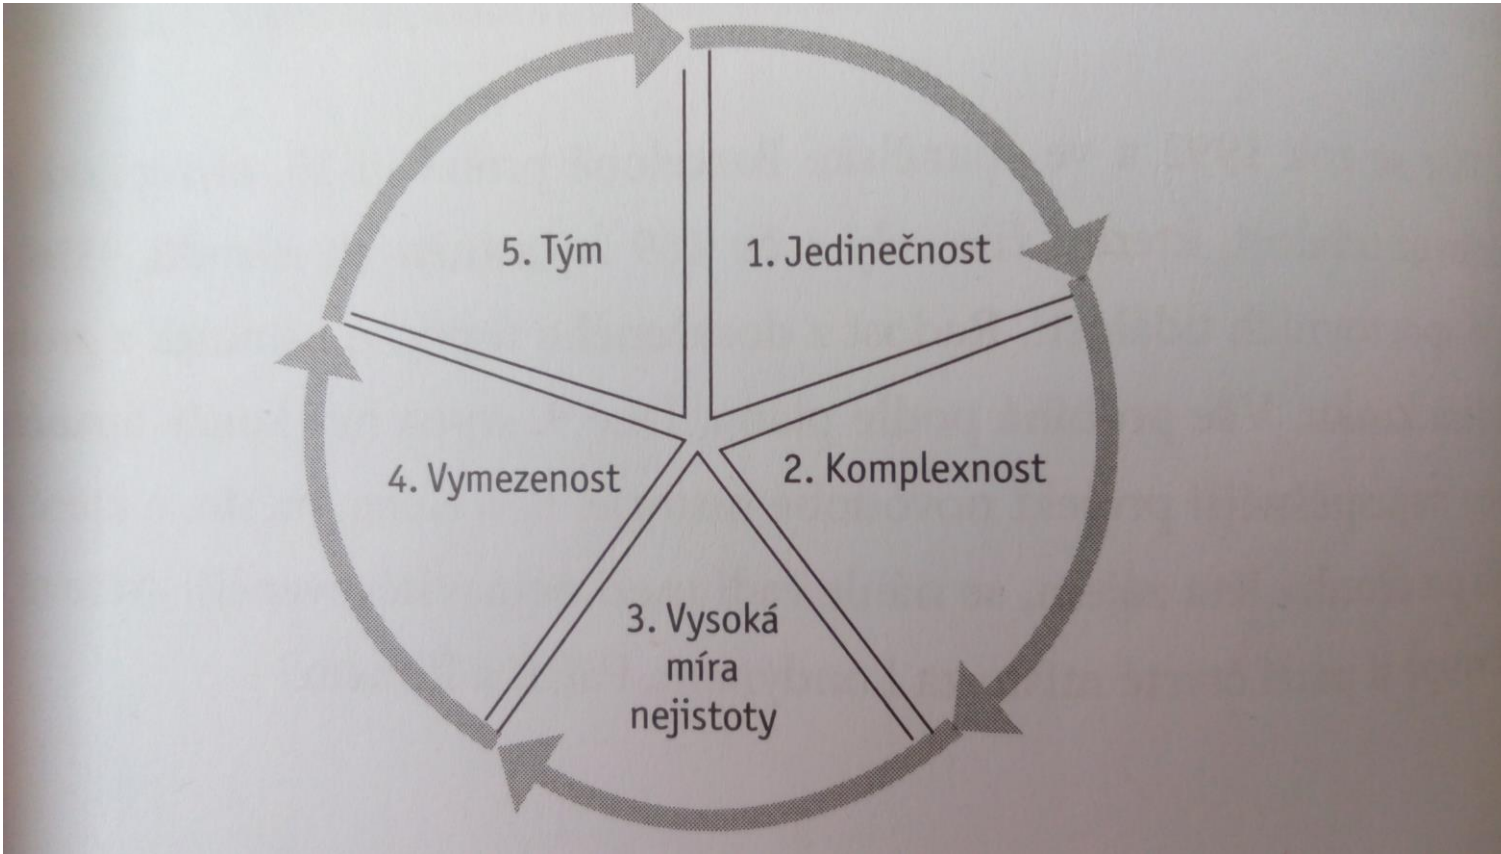 1. Jedinečnost
2. Komplexnost
3. Vysoká
míra
nejistoty
4. Vymezenost
5. Tým